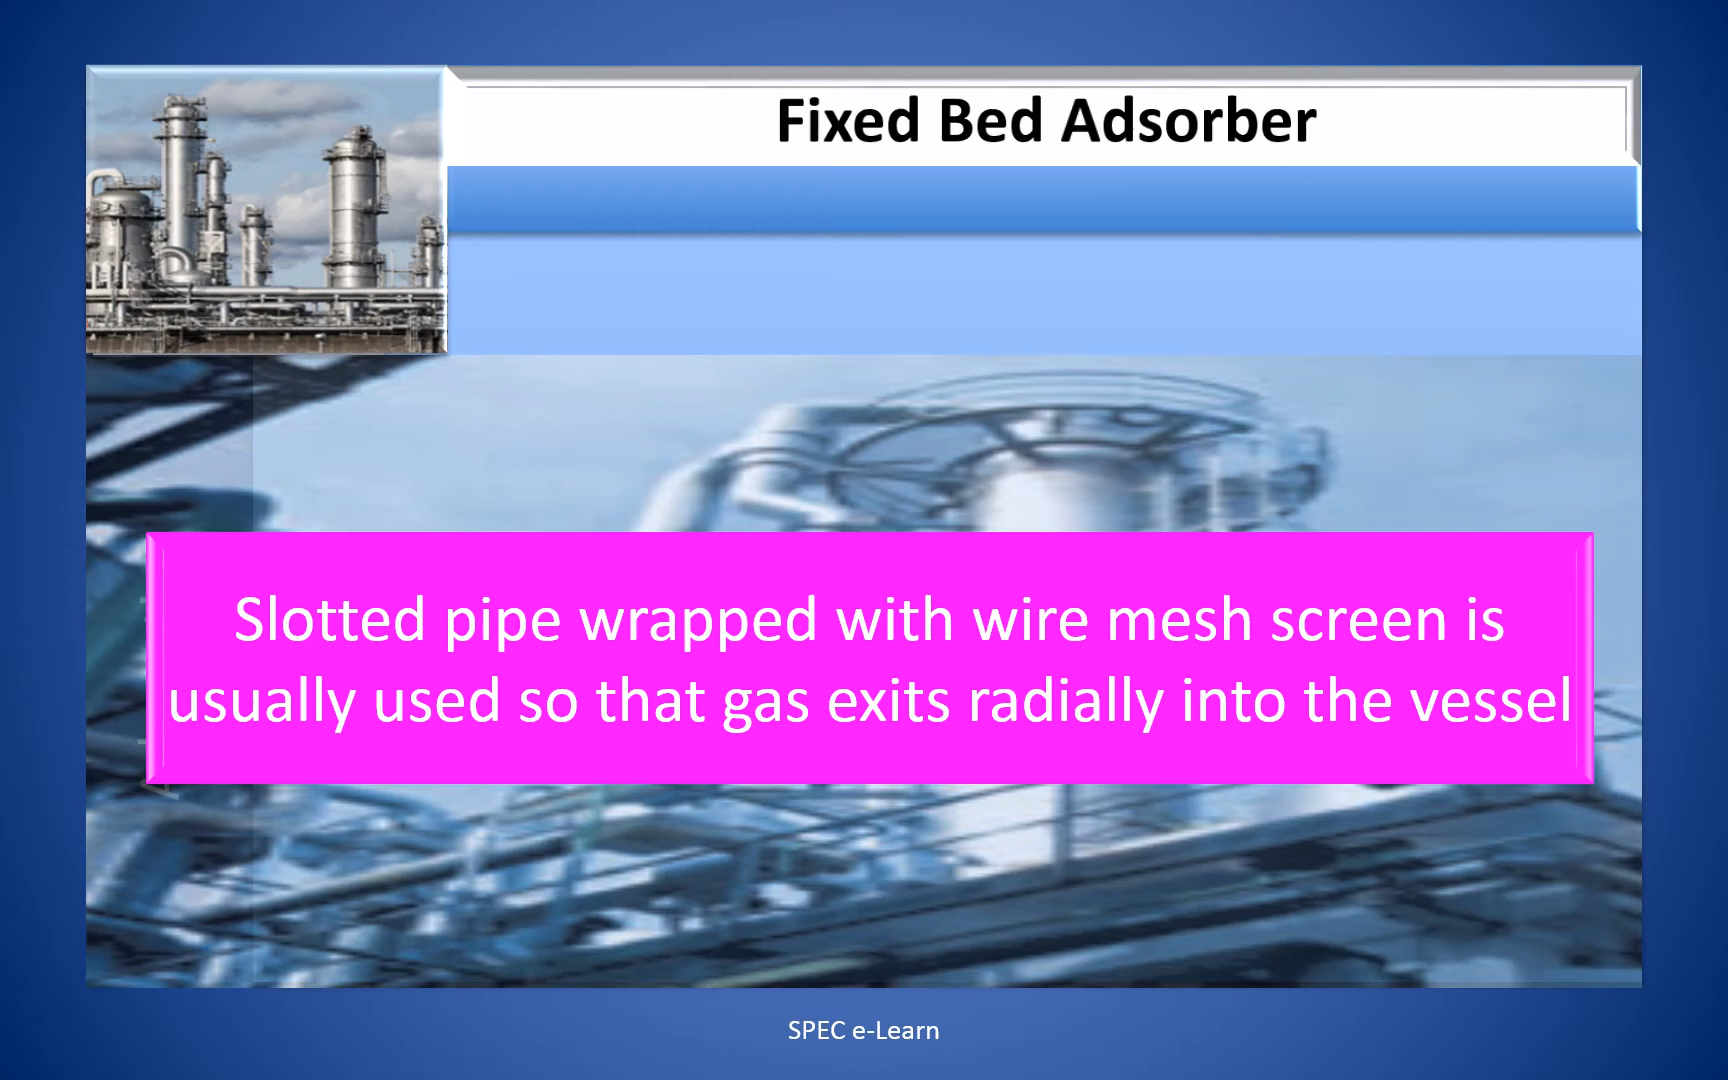 Fixed Bed Adsorber
Slotted pipe wrapped with wire mesh screen is
usually used so that gas exits radially into the vessel
SPEC e-Learn